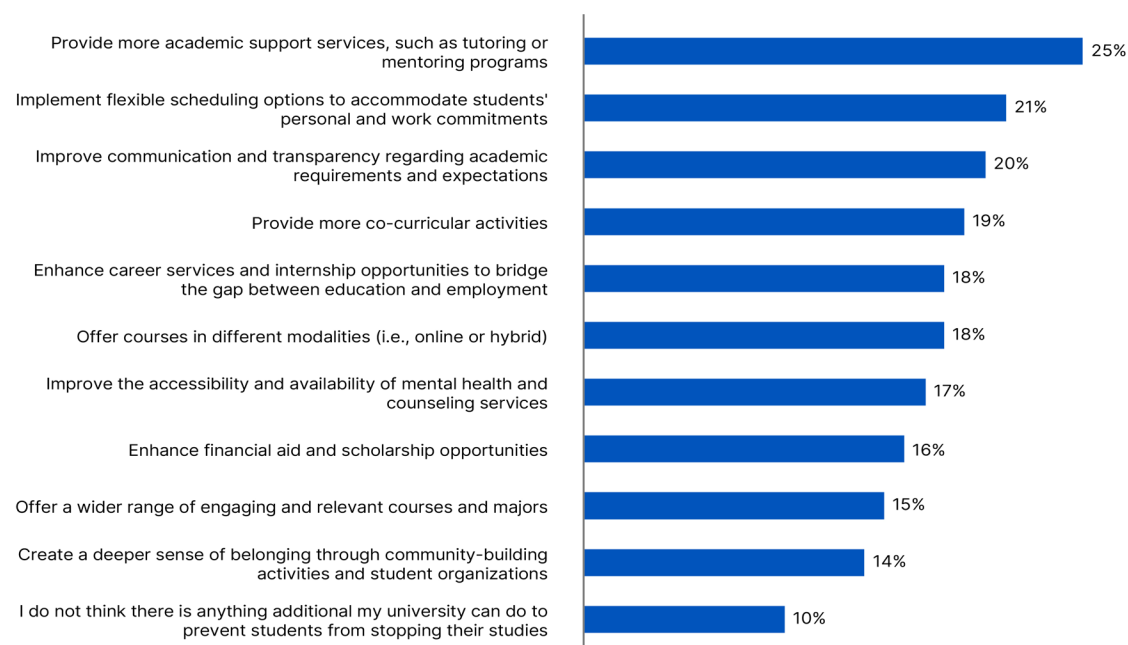 Provide more academic support services, such as tutoring or
mentoring programs
25%
Implement flexible scheduling options to accommodate students'
personal and work commitments
21%
Improve communication and transparency regarding academic
requirements and expectations
20%
Provide more co-curricular activities
19%
Enhance career services and internship opportunities to bridge
the gap between education and employment
18%
Offer courses in different modalities (i.e., online or hybrid)
18%
Improve the accessibility and availability of mental health and
counseling services
17%
Enhance financial aid and scholarship opportunities
16%
Offer a wider range of engaging and relevant courses and majors
15%
Create a deeper sense of belonging through community-building
activities and student organizations
14%
I do not think there is anything additional my university can do to
prevent students from stopping their studies
10%